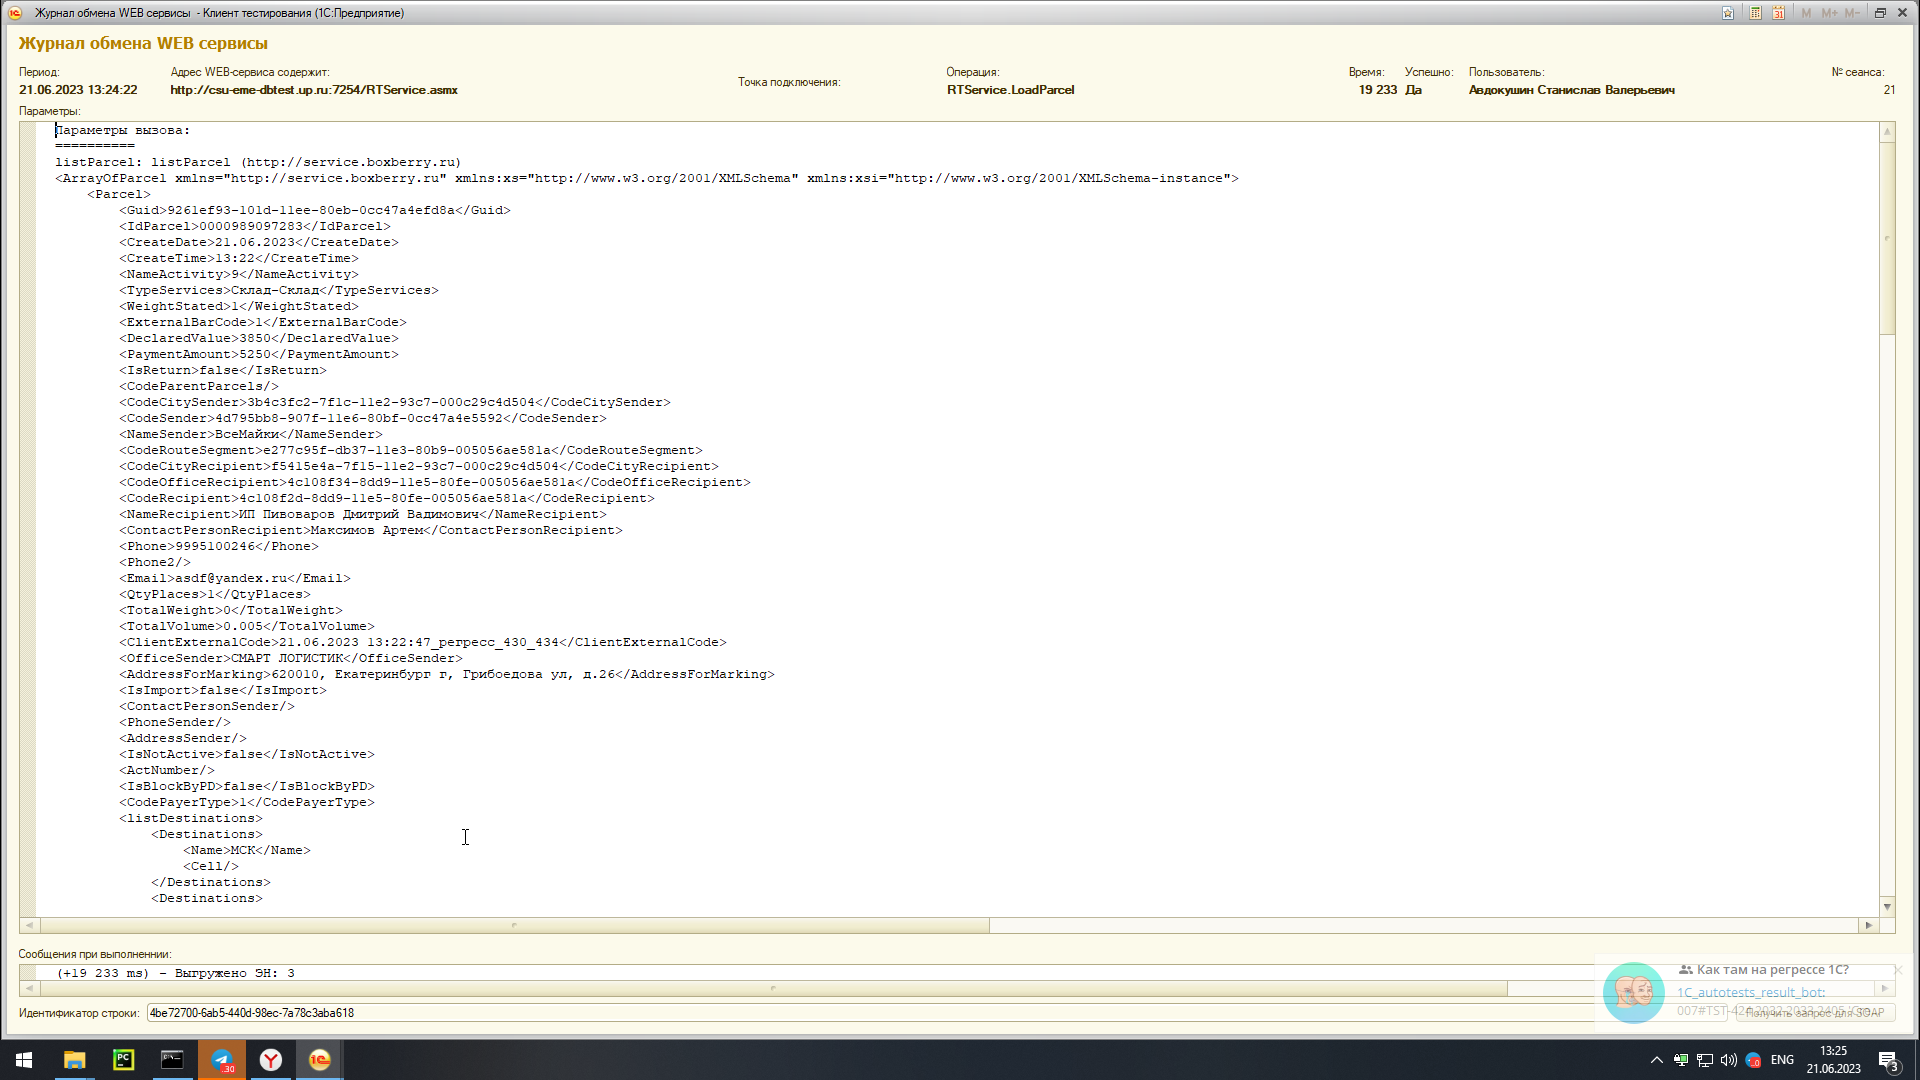 Журнал обмена WEB сервисы - Клиент тестирования (1С:Предприятие)
M M+ M-
Журнал обмена WEB сервисы
Период: Адрес WEB-сервиса содержит: Точка подключения: Операция: Время: Успешно: Пользователь: № сеанса:
21.06.2023 13:24:22 http://csu-eme-dbtest.up.ru:7254/RTService.asmx RTService.LoadParcel 19 233 Да Авдокушин Станислав Валерьевич 21
Параметры:
Параметры вызова:
==========
listParcel: listParcel (http://service.boxberry.ru)
<ArrayOfParcel xmlns="http://service.boxberry.ru" xmlns:xs="http://www.w3.org/2001/XMLSchema" xmlns:xsi="http://www.w3.org/2001/XMLSchema-instance">
<Parcel>
<Guid>9261ef93-101d-11ee-80eb-0cc47a4efd8a</Guid>
<IdParcel>0000989097283</IdParcel>
<CreateDate>21.06.2023</CreateDate>
<CreateTime>13:22</CreateTime>
<NameActivity>9</NameActivity>
<TypeServices>Склад-Склад</TypeServices>
<WeightStated>1</WeightStated>
<ExternalBarCode>1</ExternalBarCode>
<DeclaredValue>3850</DeclaredValue>
<PaymentAmount>5250</PaymentAmount>
<IsReturn>false</IsReturn>
<CodeParentParcels/>
<CodeCitySender>3b4c3fc2-7f1c-11e2-93c7-000c29c4d504</CodeCitySender>
<CodeSender>4d795bb8-907f-11e6-80bf-0cc47a4e5592</CodeSender>
<NameSender>ВсеМайки</NameSender>
<CodeRouteSegment>e277c95f-db37-11e3-80b9-005056ae581a</CodeRouteSegment>
<CodeCityRecipient>f5415e4a-7f15-11e2-93c7-000c29c4d504</CodeCityRecipient>
<CodeOfficeRecipient>4c108f34-8dd9-11e5-80fe-005056ae581a</CodeOfficeRecipient>
<CodeRecipient>4c108f2d-8dd9-11e5-80fe-005056ae581a</CodeRecipient>
<NameRecipient>ИП Пивоваров Дмитрий Вадимович</NameRecipient>
<ContactPersonRecipient>Максимов Артем</ContactPersonRecipient>
<Phone>9995100246</Phone>
<Phone2/>
<Email>asdf@yandex.ru</Email>
<QtyPlaces>1</QtyPlaces>
<TotalWeight>0</TotalWeight>
<TotalVolume>0.005</TotalVolume>
<ClientExternalCode>21.06.2023 13:22:47_регресс_430_434</ClientExternalCode>
<OfficeSender>СМАРТ ЛОГИСТИК</OfficeSender>
<AddressForMarking>620010, Екатеринбург г, Грибоедова ул, д.26</AddressForMarking>
<IsImport>false</IsImport>
<ContactPersonSender/>
<PhoneSender/>
<AddressSender/>
<IsNotActive>false</IsNotActive>
<ActNumber/>
<IsBlockByPD>false</IsBlockByPD>
<CodePayerType>1</CodePayerType>
<listDestinations>
<Destinations>
<Name>МСК</Name>
<Cell/>
</Destinations>
<Destinations>
Сообщения при выполнении:
(+19 233 ms) - Выгружено ЭН: 3
Идентификатор строки: 4be72700-6ab5-440d-98ec-7a78c3aba618
Получить запрос для SOAP
Как там на регрессе 1С?
1C_autotests_result_bot:
ENG
13:25
21.06.2023
3